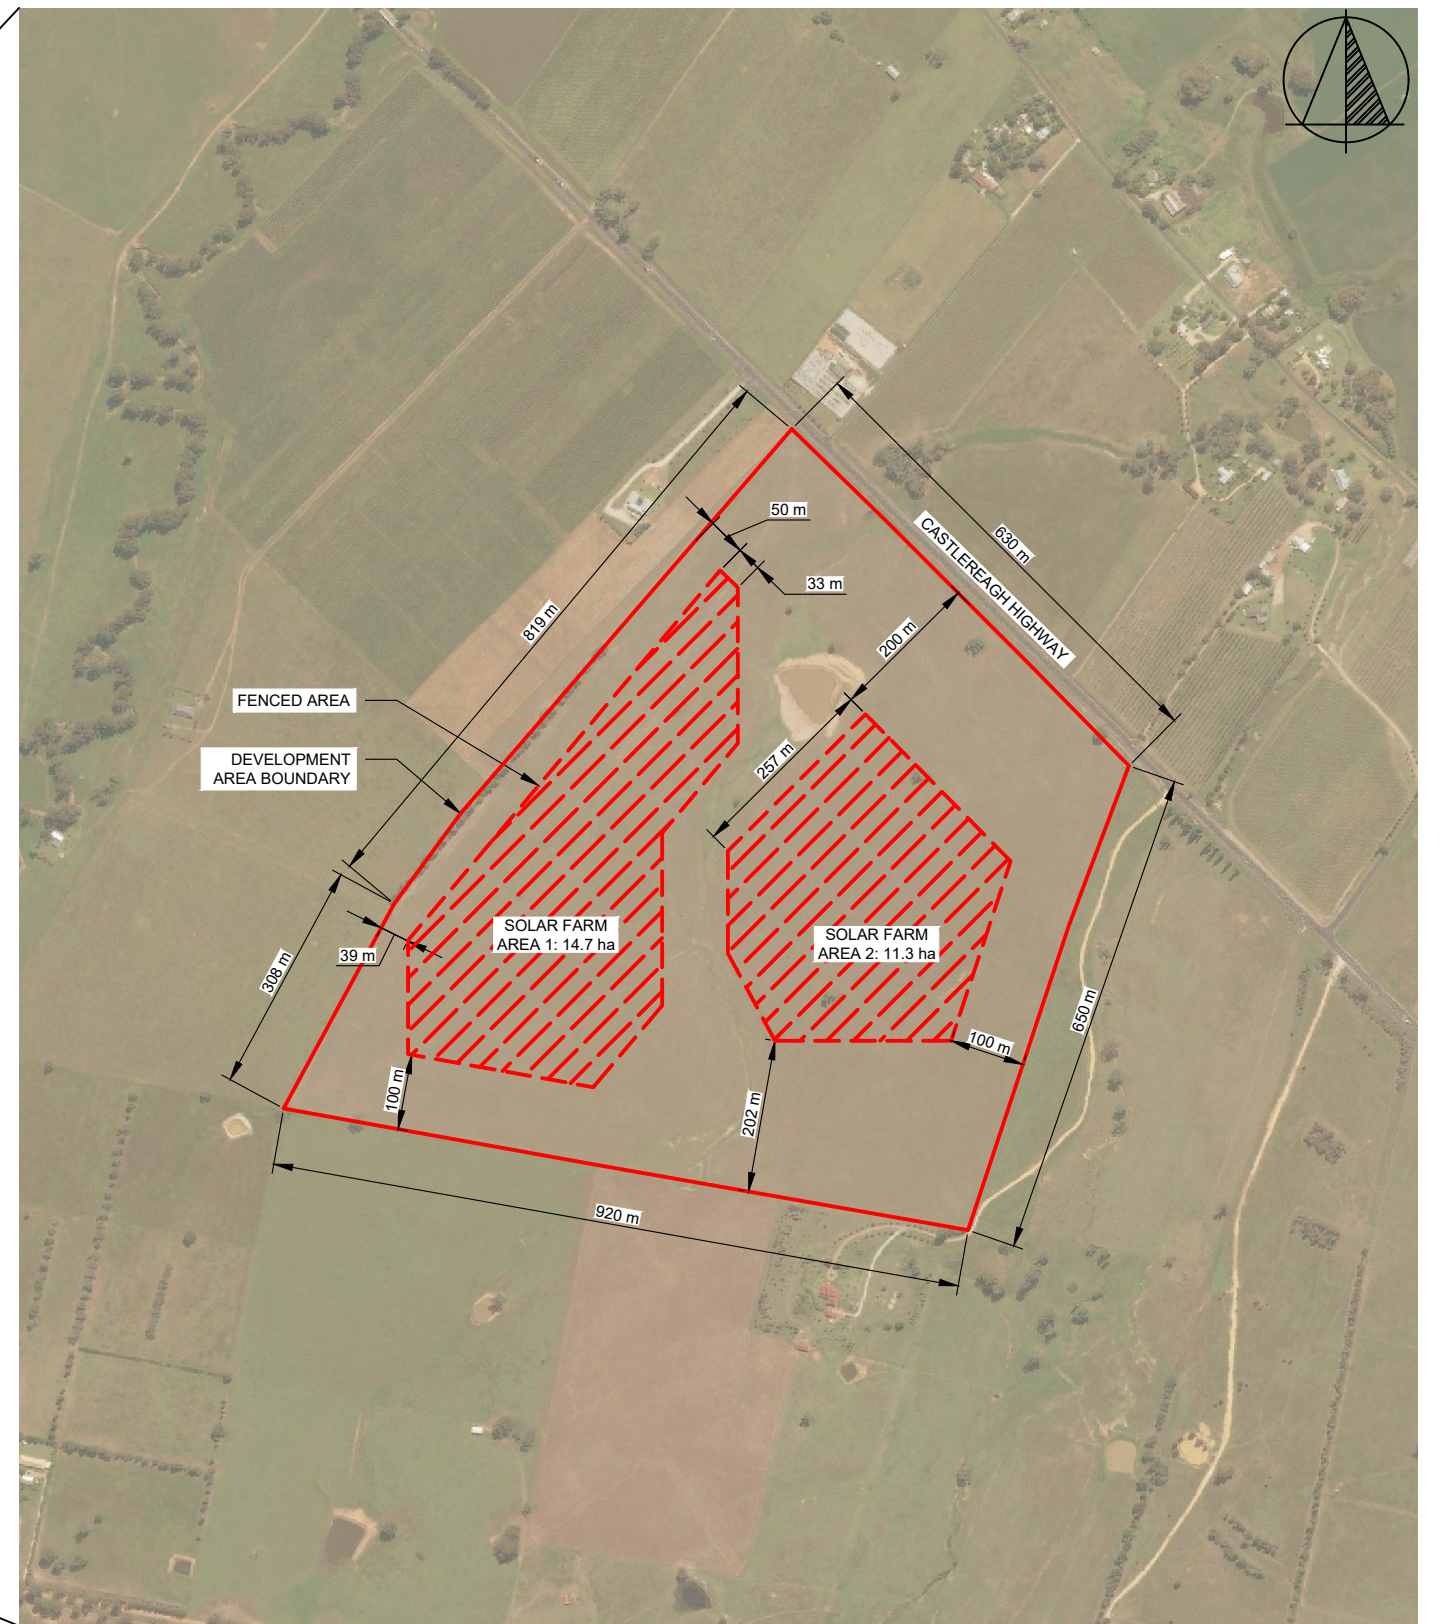 50 m
630 m
CASTLEREAGH HIGHWAY
33 m
819 m
200 m
FENCED AREA
257 m
DEVELOPMENT
AREA BOUNDARY
SOLAR FARM
AREA 1: 14.7 ha
SOLAR FARM
AREA 2: 11.3 ha
39 m
308 m
650 m
100 m
100 m
202 m
920 m